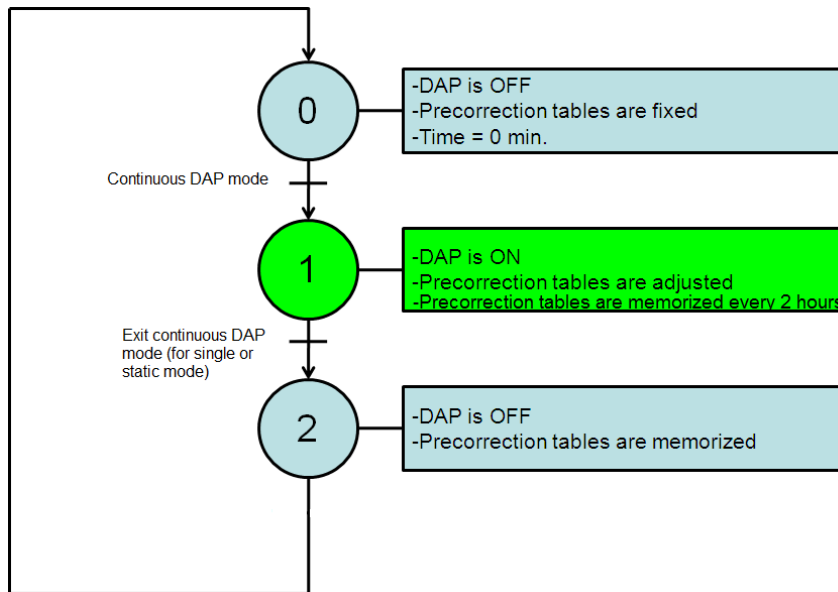 0
-DAP is OFF
-Precorrection tables are fixed
-Time = 0 min.
Continuous DAP mode
1
-DAP is ON
-Precorrection tables are adjusted
-Precorrection tables are memorized every 2 hours
Exit continuous DAP
mode (for single or
static mode)
2
-DAP is OFF
-Precorrection tables are memorized